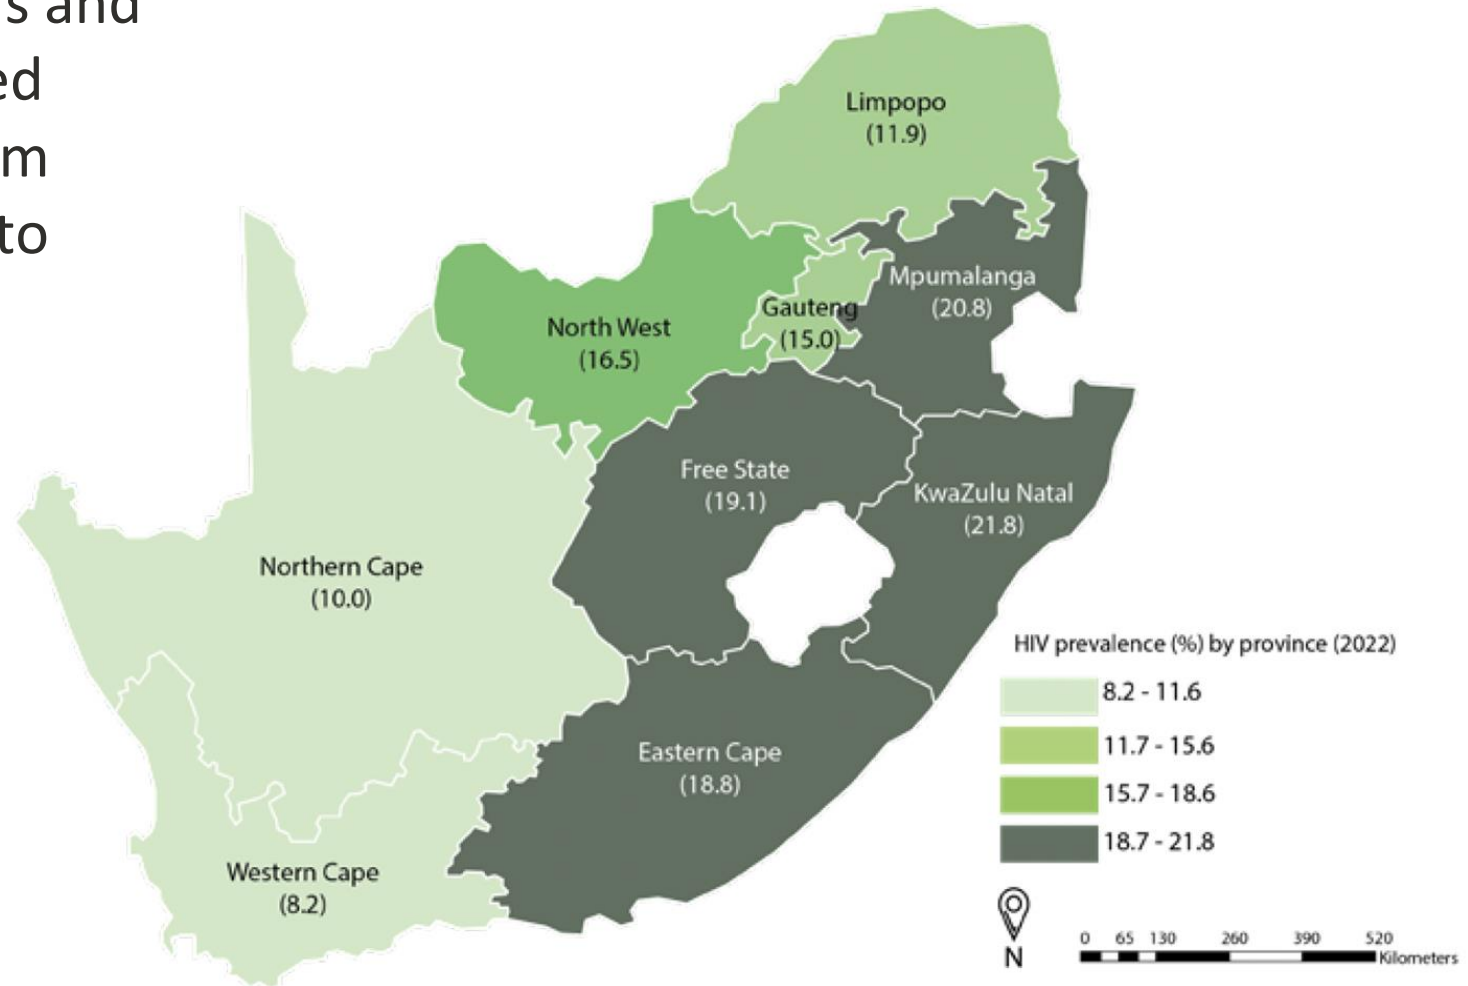 s and
ed
m
to
Limpopo
(11.9)
Mpumalanga
(20.8)
Gauteng
(15.0)
North West
(16.5)
Free State
(19.1)
KwaZulu Natal
(21.8)
Northern Cape
(10.0)
Eastern Cape
(18.8)
Western Cape
(8.2)
HIV prevalence (%) by province (2022)
8.2 - 11.6
11.7 - 15.6
15.7 - 18.6
18.7 - 21.8
N
0 65 130 260 390 520
Kilometers